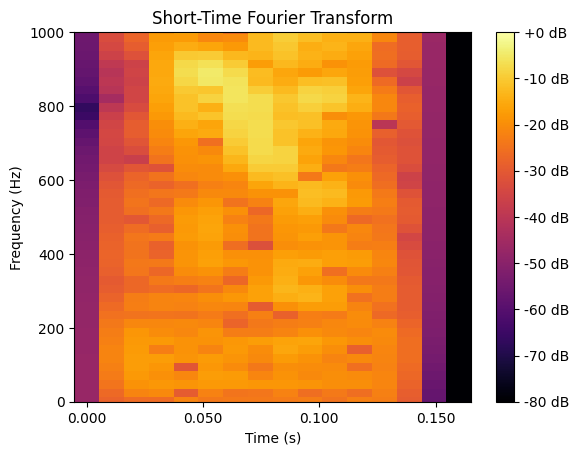 Short-Time Fourier Transform
1000
800
600
400
200
0
Frequency (Hz)
0.000
0.050
0.100
0.150
Time (s)
+0 dB
-10 dB
-20 dB
-30 dB
-40 dB
-50 dB
-60 dB
-70 dB
-80 dB